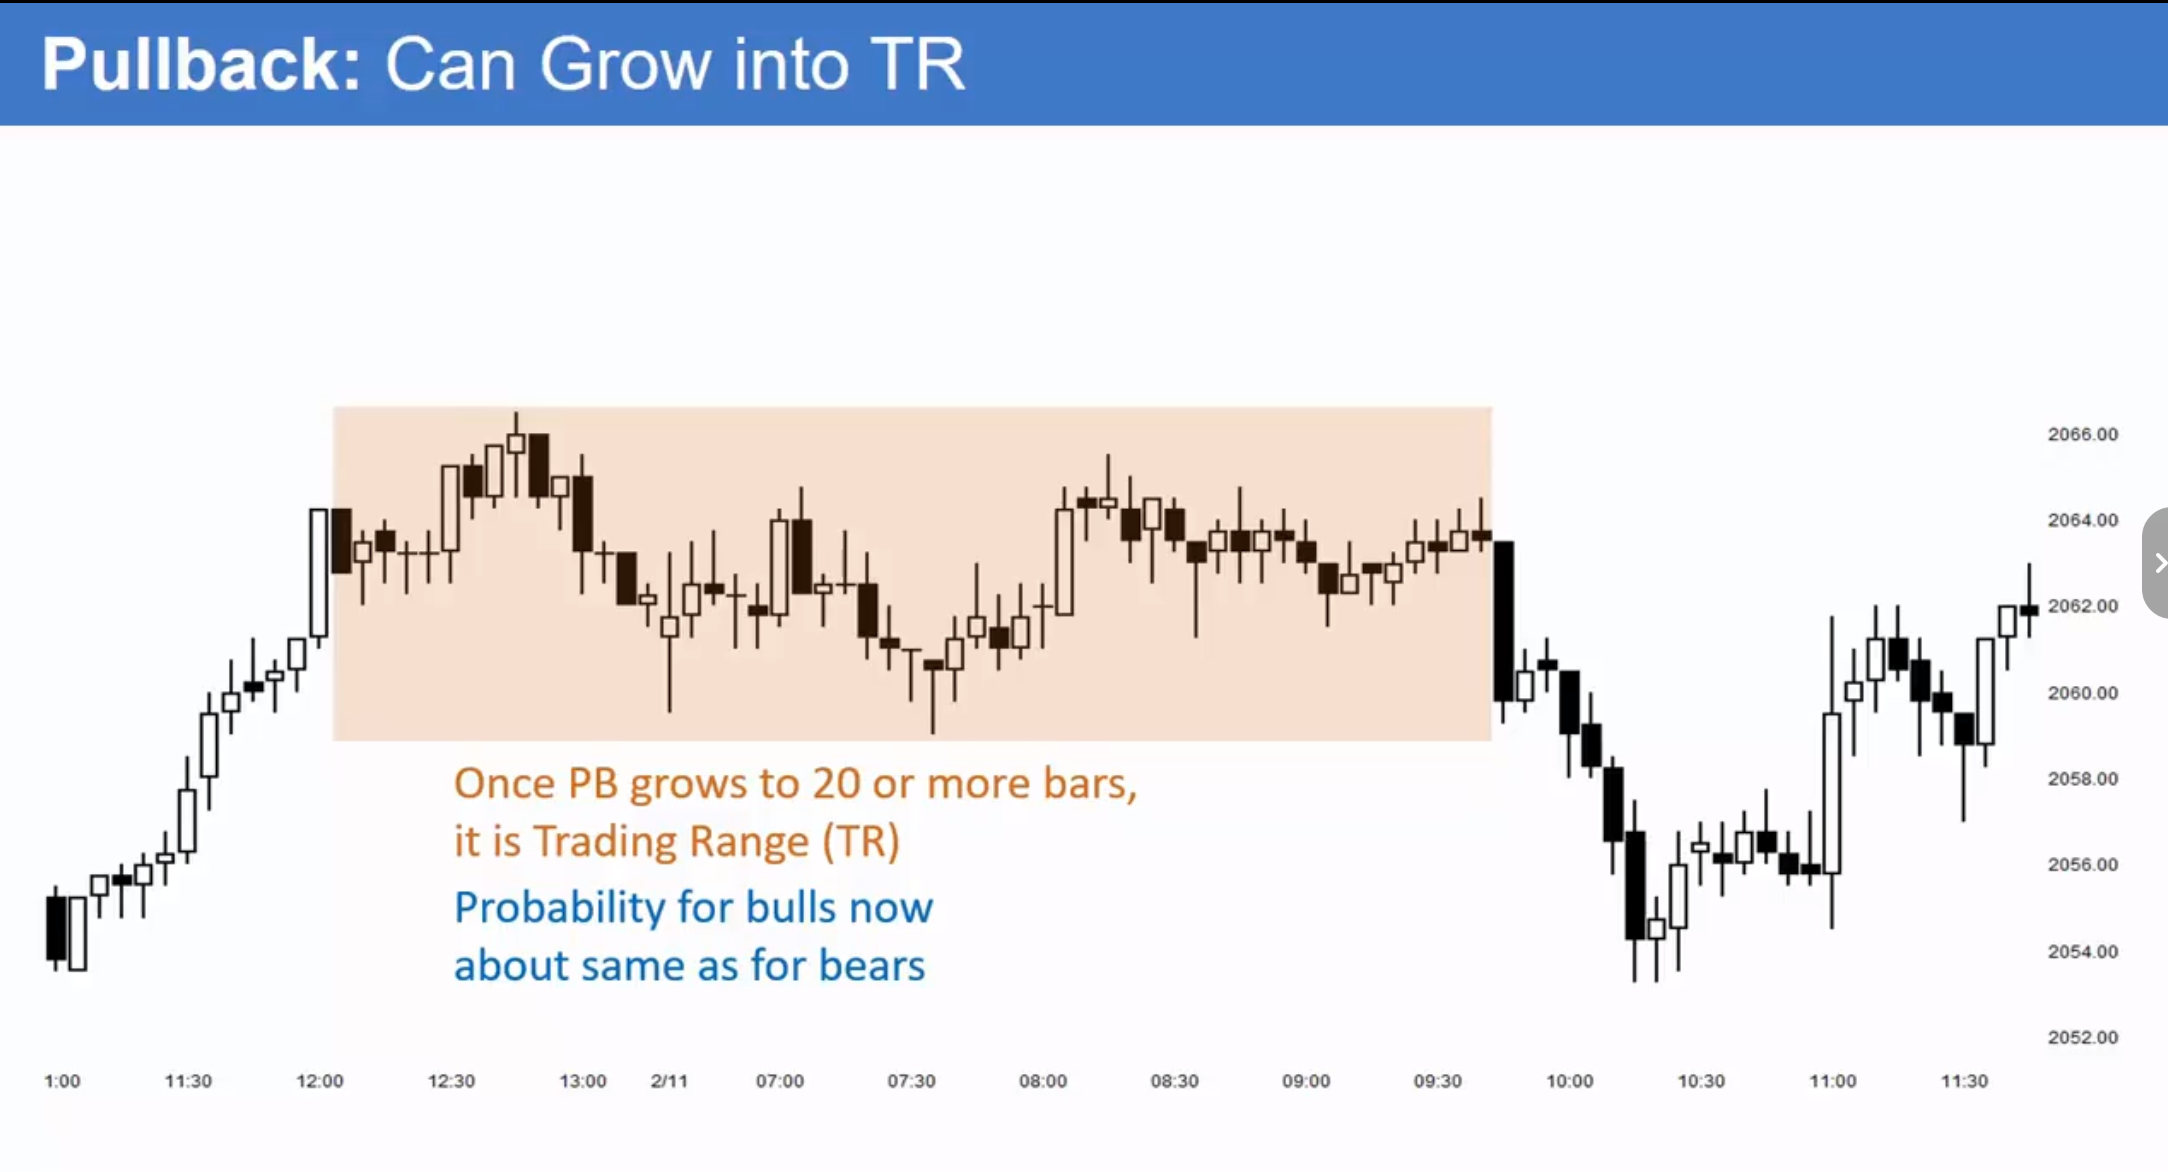 Pullback: Can Grow into TR
2066.00
2064.00
2062.00
2060.00
2058.00
2056.00
2054.00
2052.00
Once PB grows to 20 or more bars,
it is Trading Range (TR)
Probability for bulls now
about same as for bears
1:00 11:30 12:00 12:30 13:00 2/11 07:00 07:30 08:00 08:30 09:00 09:30 10:00 10:30 11:00 11:30